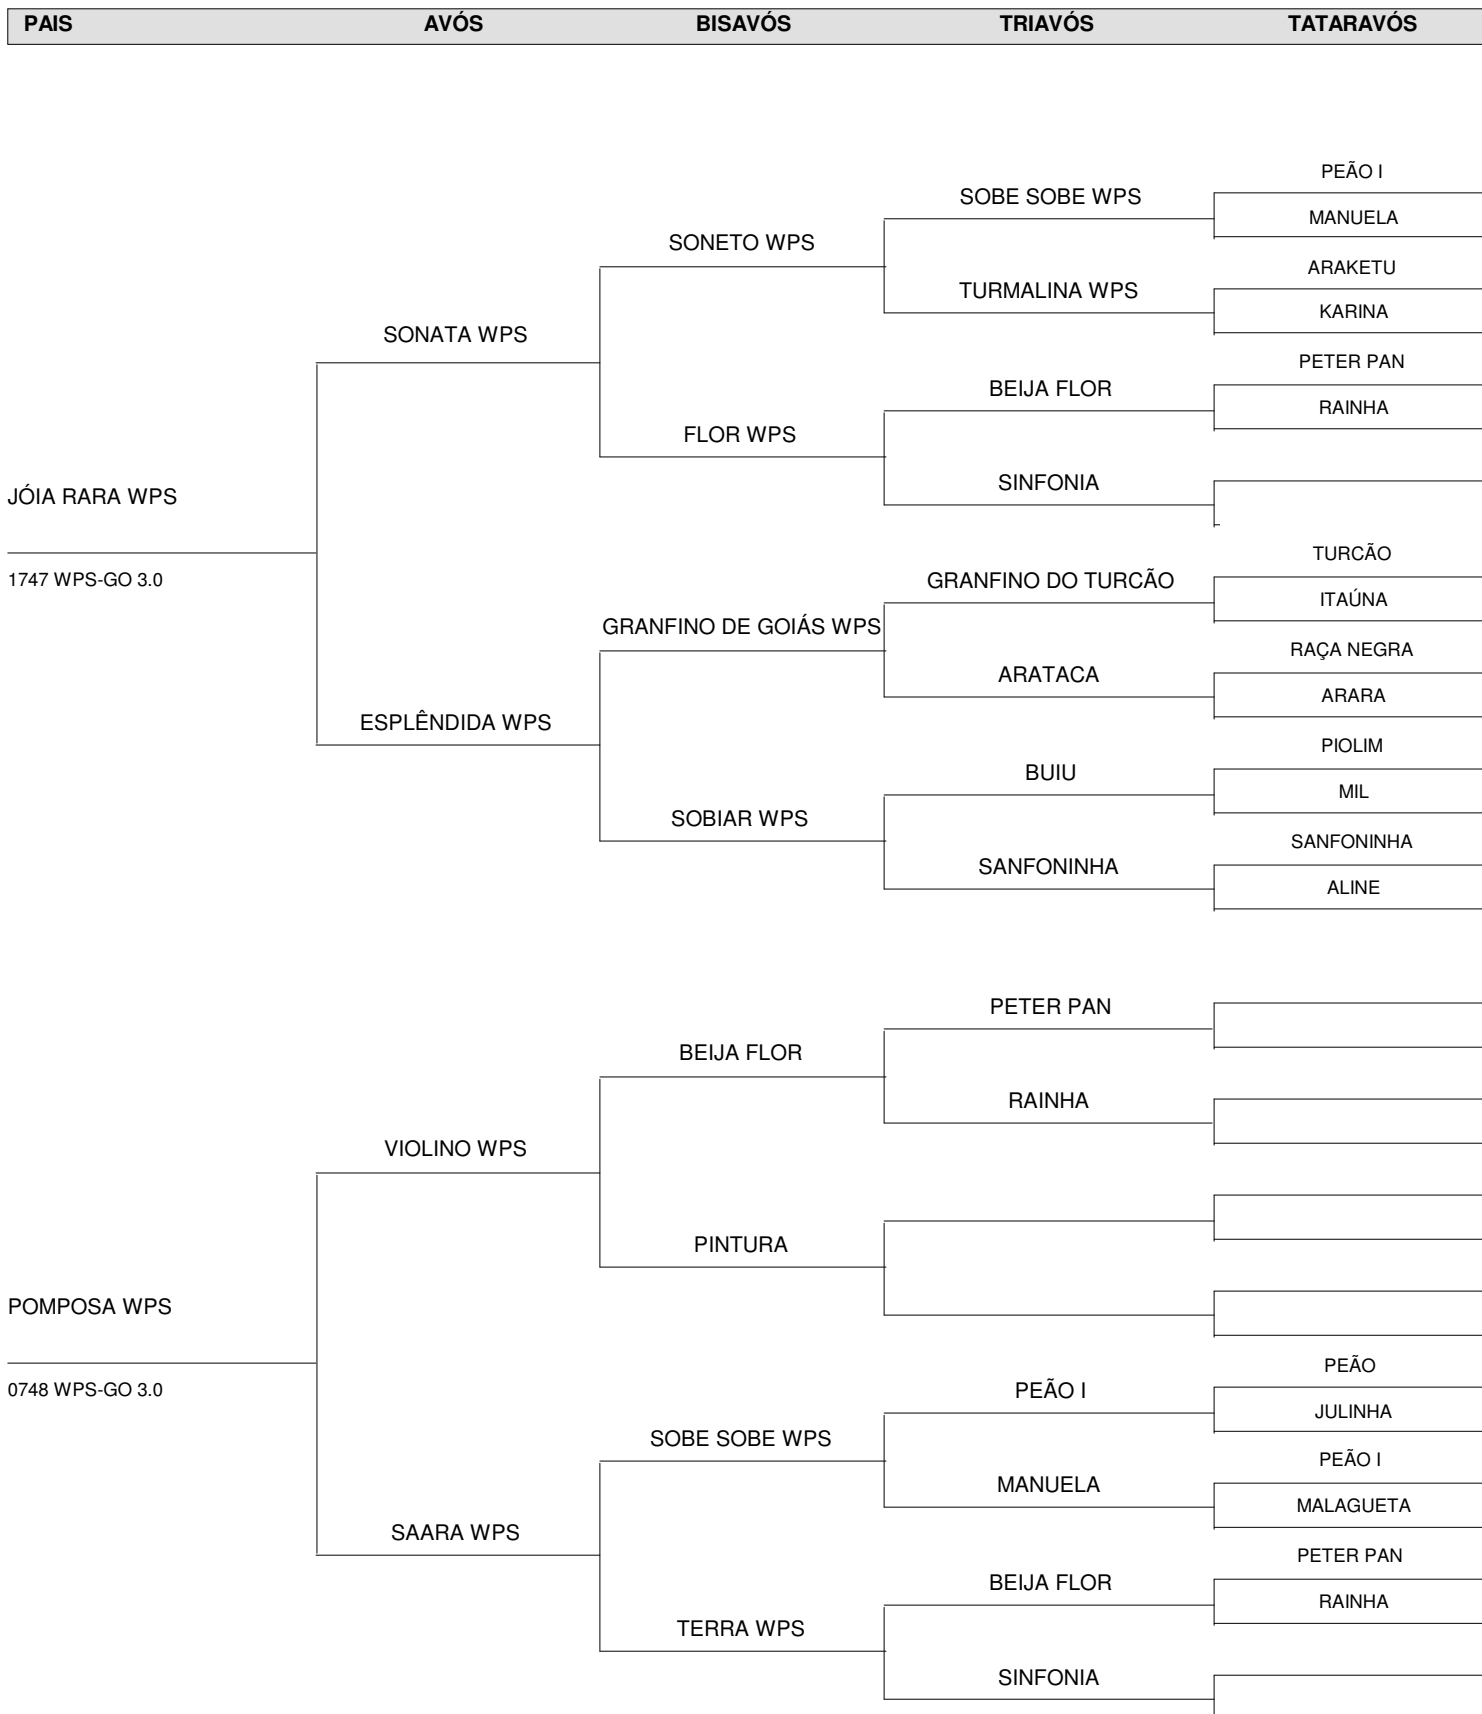 PAIS AVÓS BISAVÓS TRIAVÓS TATARAVÓS
PEÃO I
SOBE SOBE WPS
MANUELA
SONETO WPS
ARAKETU
TURMALINA WPS
KARINA
SONATA WPS
PETER PAN
BEIJA FLOR
RAINHA
FLOR WPS
SINFONIA
JÓIA RARA WPS
TURCÃO
1747 WPS-GO 3.0
GRANFINO DO TURCÃO
ITAÚNA
GRANFINO DE GOIÁS WPS
RAÇA NEGRA
ARATACA
ARARA
ESPLÊNDIDA WPS
PIOLIM
BUIU
MIL
SOBIAR WPS
SANFONINHA
SANFONINHA
ALINE
PETER PAN
BEIJA FLOR
RAINHA
VIOLINO WPS
PINTURA
POMPOSA WPS
PEÃO
0748 WPS-GO 3.0
PEÃO I
JULINHA
SOBE SOBE WPS
PEÃO I
MANUELA
MALAGUETA
SAARA WPS
PETER PAN
BEIJA FLOR
RAINHA
TERRA WPS
SINFONIA